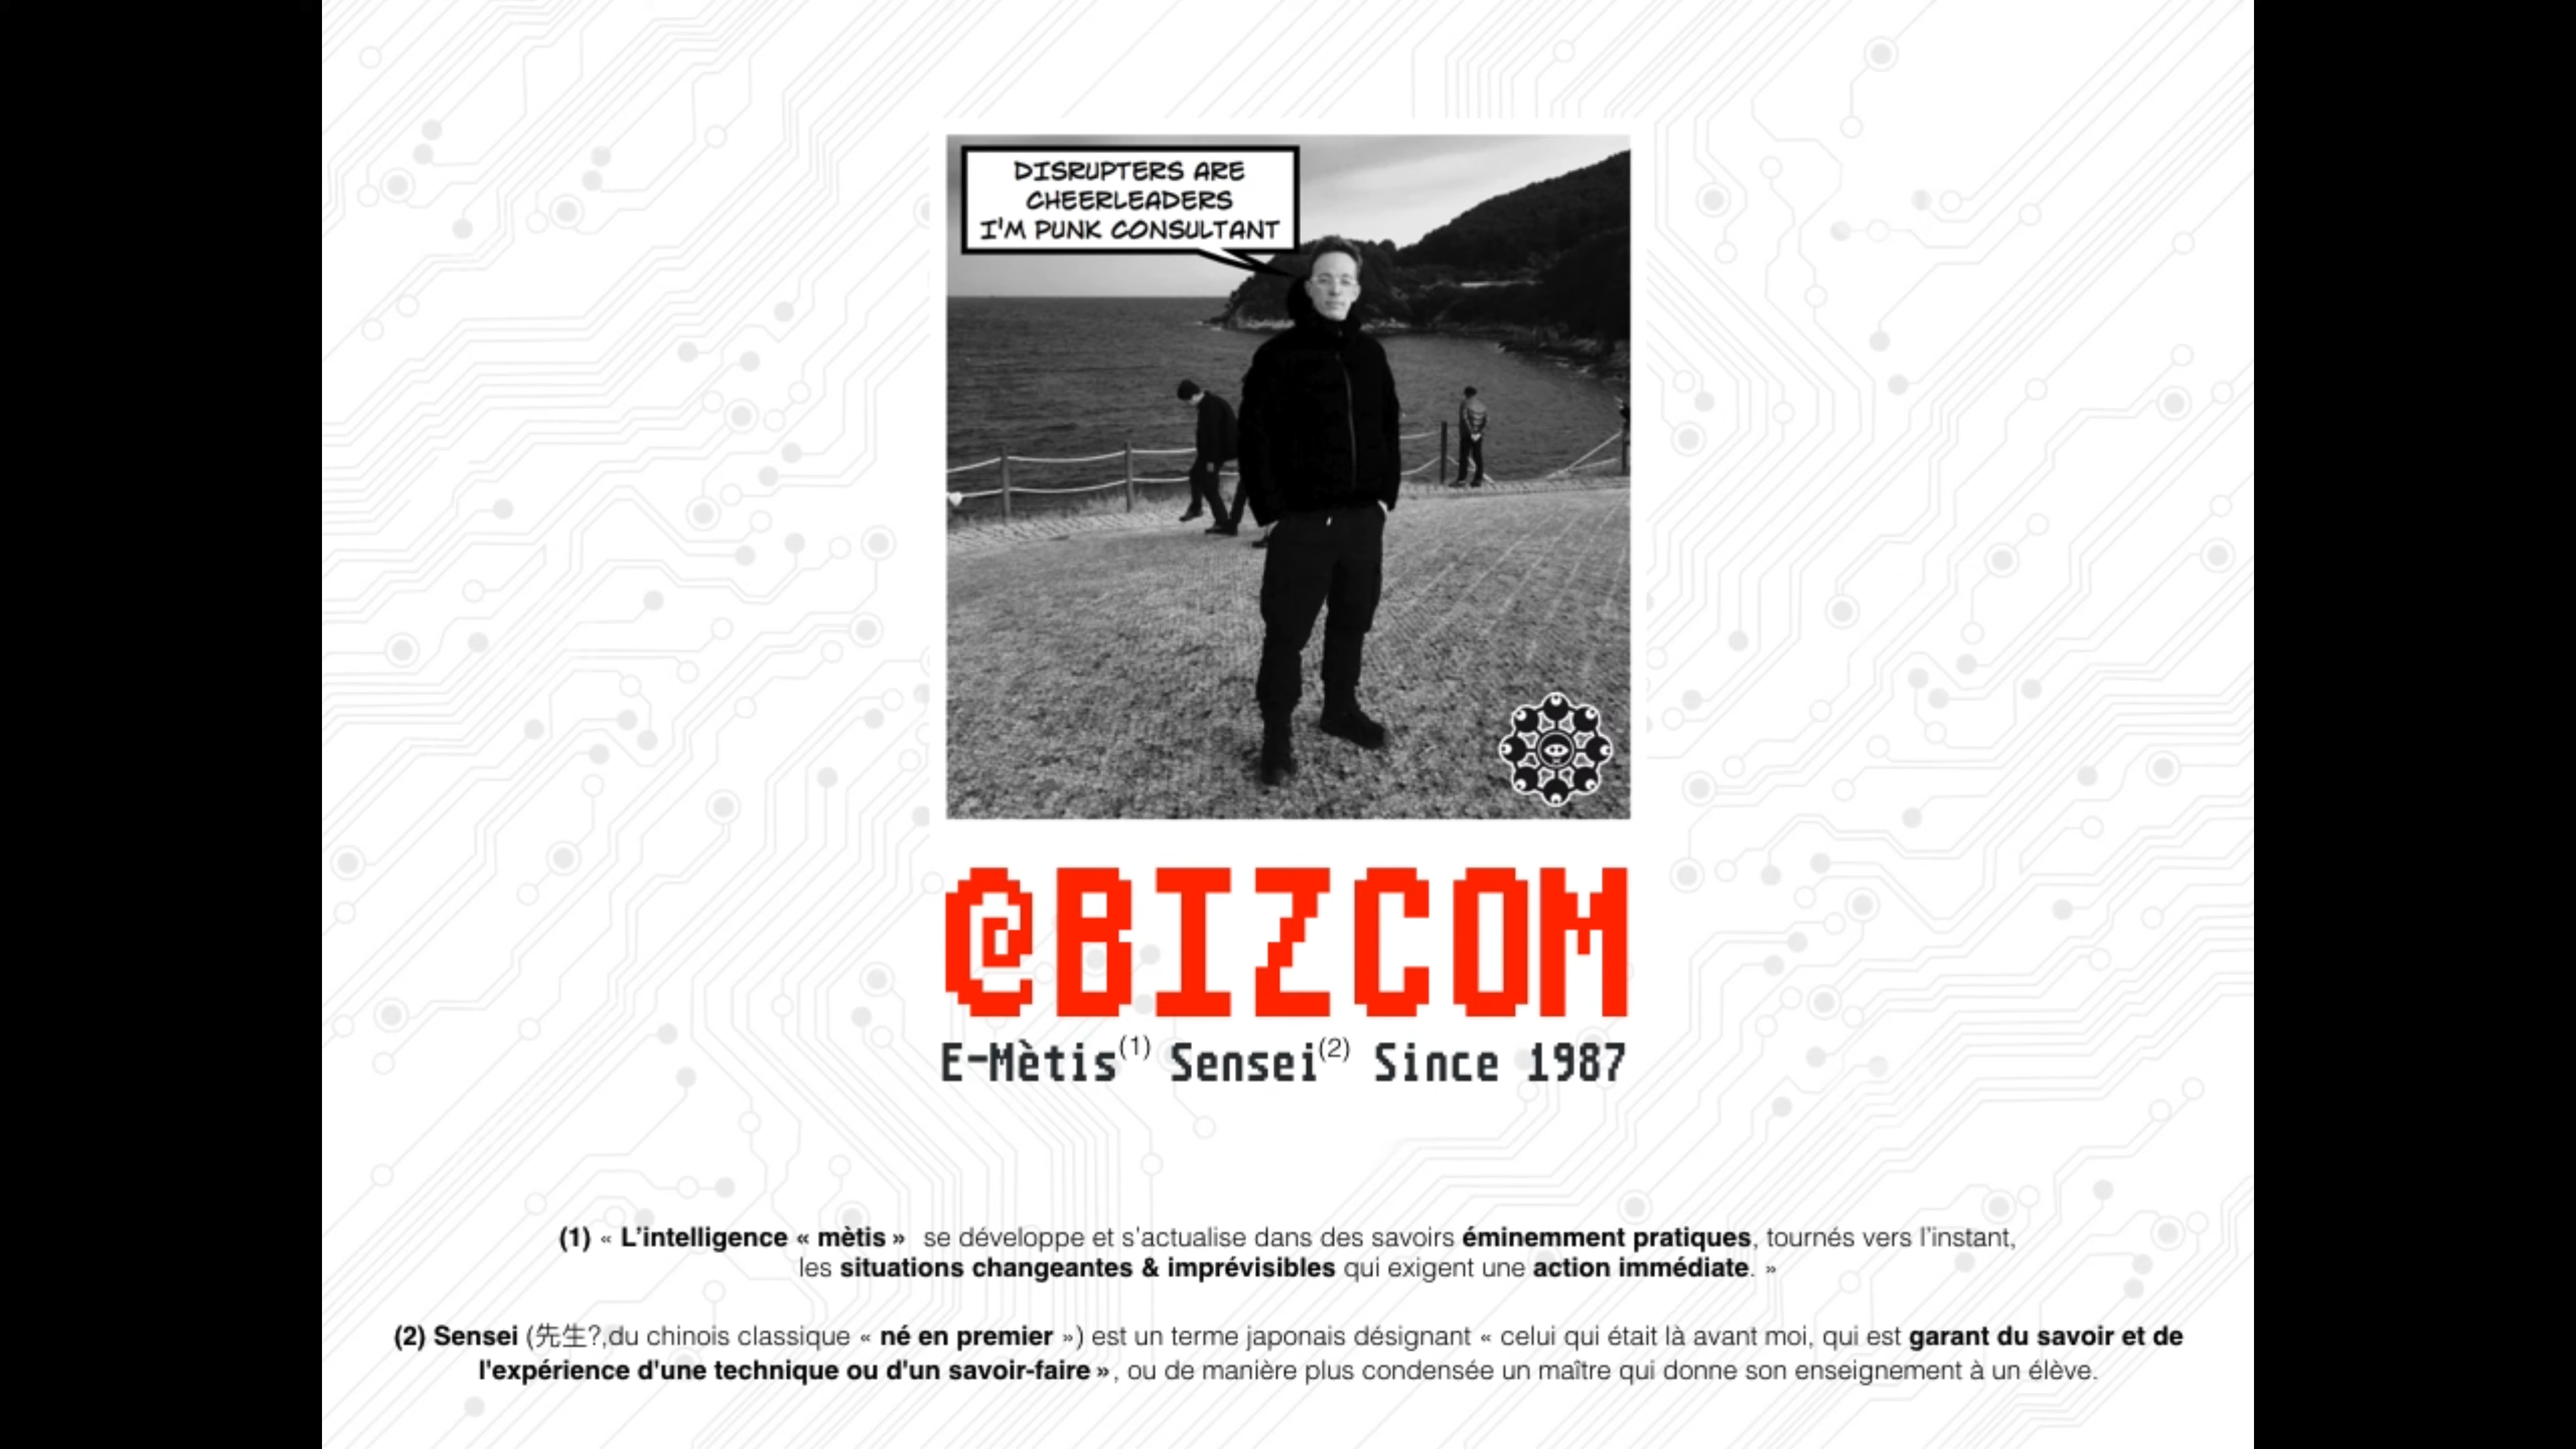 DISRUPTERS ARE
CHEERLEADERS
I'M PUNK CONSULTANT
@BIZCOM
E-Mètis(1) Sensei(2) Since 1987
(1) « L'intelligence « mètis »  se développe et s'actualise dans des savoirs éminemment pratiques, tournés vers l'instant,
les situations changeantes & imprévisibles qui exigent une action immédiate. »
(2) Sensei (先生?,du chinois classique « né en premier ») est un terme japonais désignant « celui qui était là avant moi, qui est garant du savoir et de
l'expérience d'une technique ou d'un savoir-faire », ou de manière plus condensée un maître qui donne son enseignement à un élève.